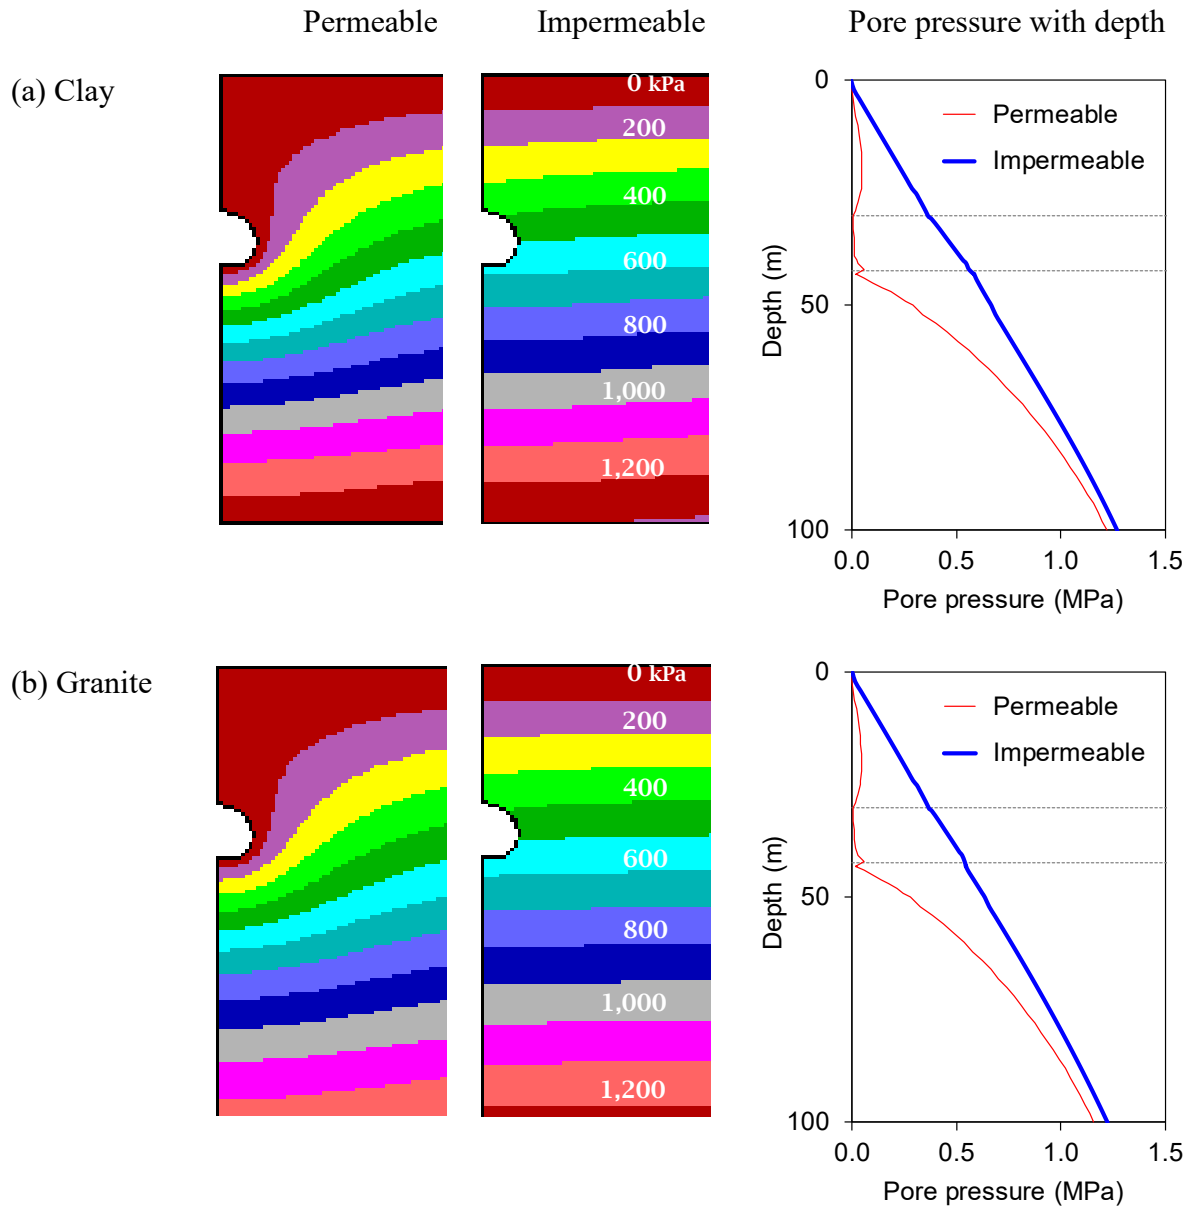 Permeable Impermeable Pore pressure with depth
(a) Clay
0 kPa
200
400
600
800
1,000
1,200
0
50
100
Depth (m)
Permeable
Impermeable
0.0 0.5 1.0 1.5
Pore pressure (MPa)
(b) Granite
0 kPa
200
400
600
800
1,000
1,200
0
50
100
Depth (m)
Permeable
Impermeable
0.0 0.5 1.0 1.5
Pore pressure (MPa)